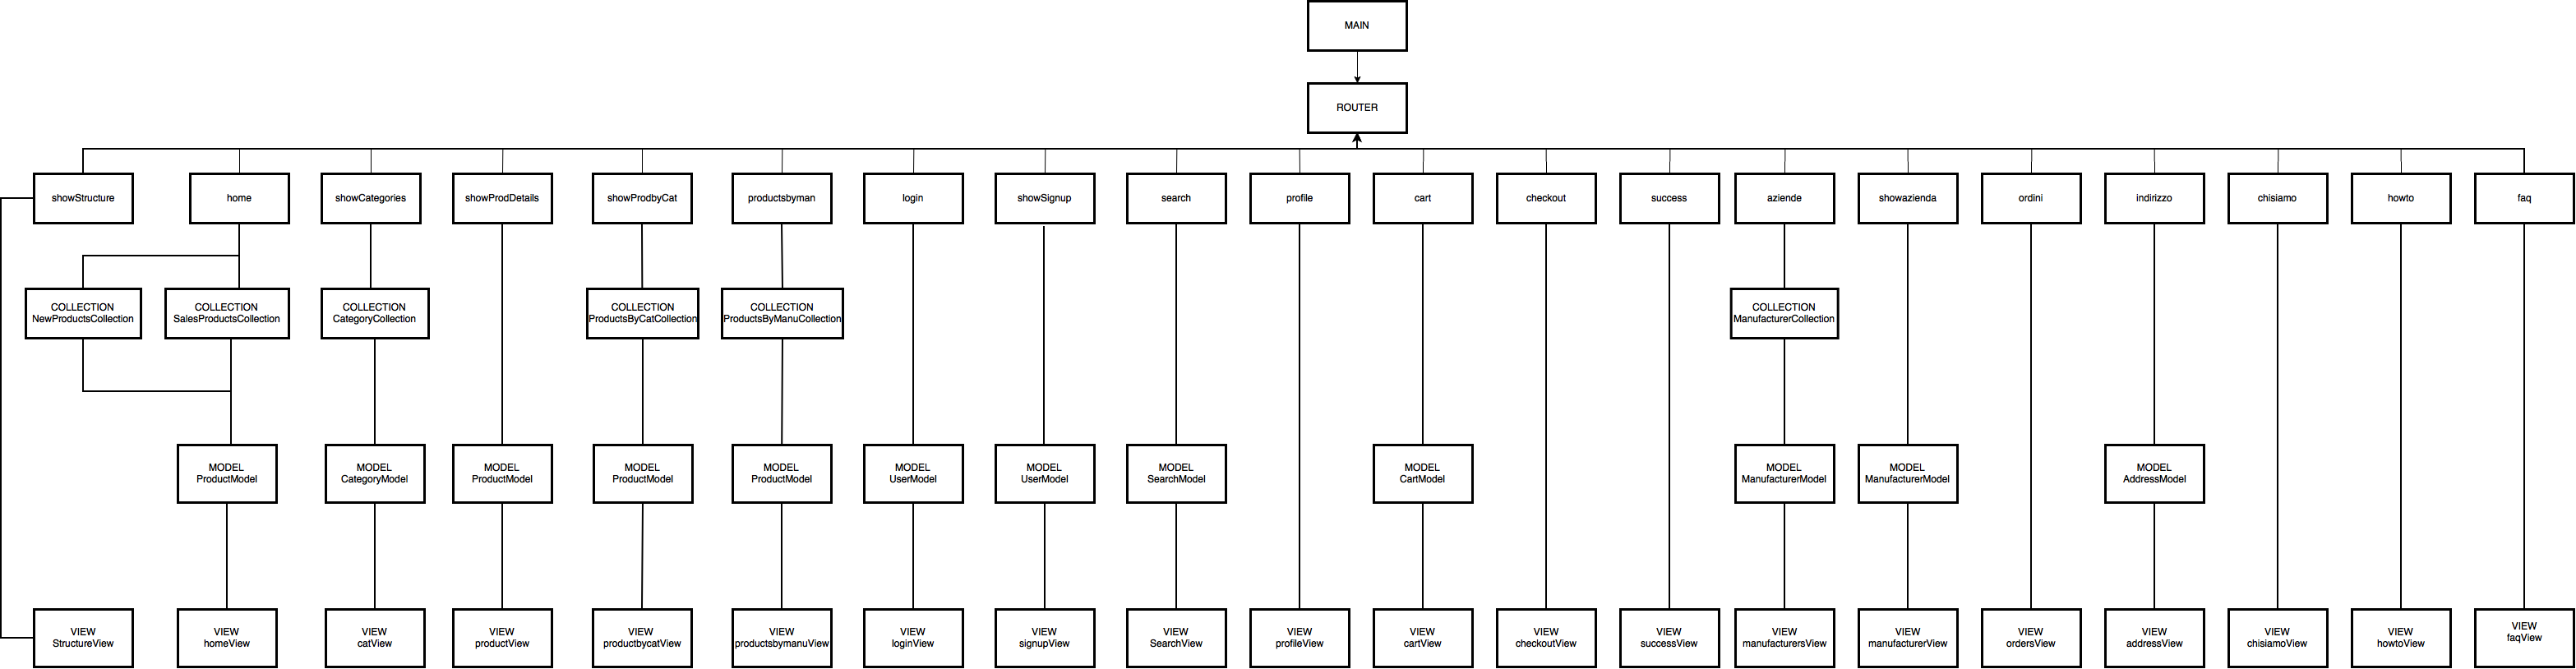 MAIN
ROUTER
showStructure
home
showCategories
showProdDetails
showProdbyCat
productsbyman
login
showSignup
search
profile
cart
checkout
success
aziende
showazienda
ordini
indirizzo
chisiamo
howto
faq
COLLECTION
NewProductsCollection
COLLECTION
SalesProductsCollection
COLLECTION
CategoryCollection
COLLECTION
ProductsByCatCollection
COLLECTION
ProductsByManuCollection
COLLECTION
ManufacturerCollection
MODEL
ProductModel
MODEL
CategoryModel
MODEL
ProductModel
MODEL
ProductModel
MODEL
ProductModel
MODEL
UserModel
MODEL
UserModel
MODEL
SearchModel
MODEL
CartModel
MODEL
ManufacturerModel
MODEL
ManufacturerModel
MODEL
AddressModel
VIEW
StructureView
VIEW
homeView
VIEW
catView
VIEW
productView
VIEW
productbycatView
VIEW
productsbymanuView
VIEW
loginView
VIEW
signupView
VIEW
SearchView
VIEW
profileView
VIEW
cartView
VIEW
checkoutView
VIEW
successView
VIEW
manufacturersView
VIEW
manufacturerView
VIEW
ordersView
VIEW
addressView
VIEW
chisiamoView
VIEW
howtoView
VIEW
faqView